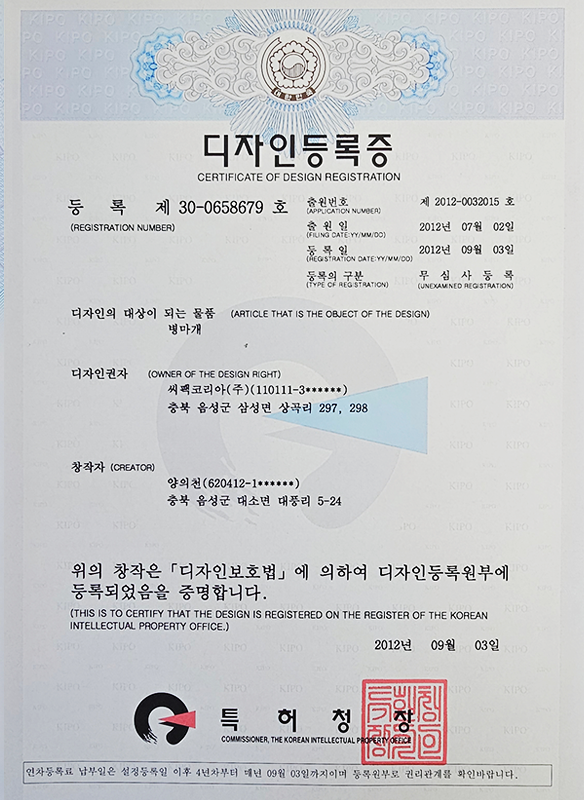 대한민국
디자인등록증
CERTIFICATE OF DESIGN REGISTRATION
등 록 제 30-0658679 호
(REGISTRATION NUMBER)
출원번호 제 2012-0032015 호
(APPLICATION NUMBER)
출 원 일 2012년 07월 02일
(FILING DATE:YY/MM/DD)
등 록 일 2012년 09월 03일
(REGISTRATION DATE:YY/MM/DD)
등록의 구분 무 심 사 등 록
(TYPE OF REGISTRATION) (UNEXAMINED REGISTRATION)
디자인의 대상이 되는 물품 (ARTICLE THAT IS THE OBJECT OF THE DESIGN)
병마개
디자인권자 (OWNER OF THE DESIGN RIGHT)
씨팩코리아(주)(110111-3******)
충북 음성군 삼성면 상곡리 297, 298
창작자 (CREATOR)
양의천(620412-1******)
충북 음성군 대소면 대풍리 5-24
위의 창작은 「디자인보호법」에 의하여 디자인등록원부에
등록되었음을 증명합니다.
(THIS IS TO CERTIFY THAT THE DESIGN IS REGISTERED ON THE REGISTER OF THE KOREAN
INTELLECTUAL PROPERTY OFFICE.)
2012년 09월 03일
특 허 청 장
COMMISSIONER, THE KOREAN INTELLECTUAL PROPERTY OFFICE
연차등록료 납부일은 설정등록일 이후 4년차부터 매년 09월 03일까지이며 등록원부로 권리관계를 확인바랍니다.